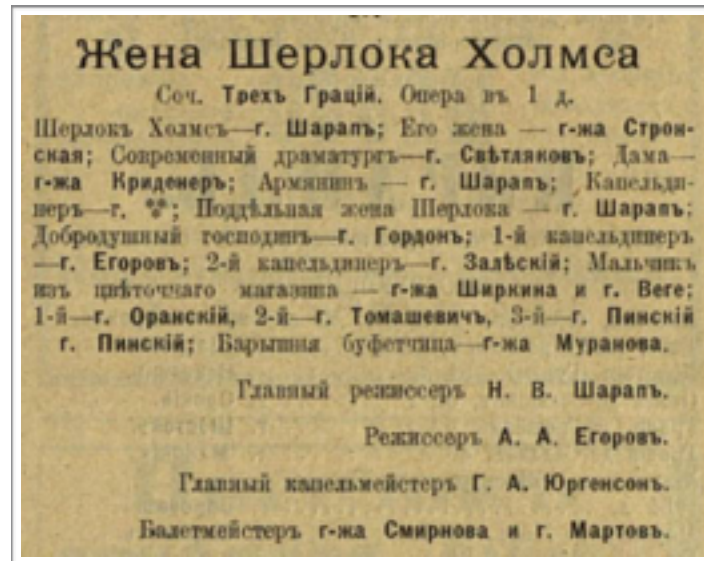 Жена Шерлока Холмса
Соч. Трехъ Грацій. Опера въ 1 д.
Шерлокъ Холмсъ—г. Шарапъ; Его жена — г-жа Строн-
ская; Современный драматургъ—г. Свѣтляковъ; Дама—
г-жа Криденеръ; Армянинъ — г. Шарапъ; Капельди-
неръ—г. ⁂; Поддѣльная жена Шерлока — г. Шарапъ;
Добродушный господинъ—г. Гордонъ; 1-й капельдинеръ
—г. Егоровъ; 2-й капельдинеръ—г. Залѣскій; Мальчикъ
изъ цвѣточнаго магазина — г-жа Ширкина и г. Веге;
1-й—г. Оранскій, 2-й—г. Томашевичъ, 3-й—г. Пинскій
г. Пинскій; Барышня буфетчица—г-жа Муранова.
Главный режиссеръ Н. В. Шарапъ.
Режиссеръ А. А. Егоровъ.
Главный капельмейстеръ Г. А. Юргенсонъ.
Балетмейстеръ г-жа Смирнова и г. Мартовъ.